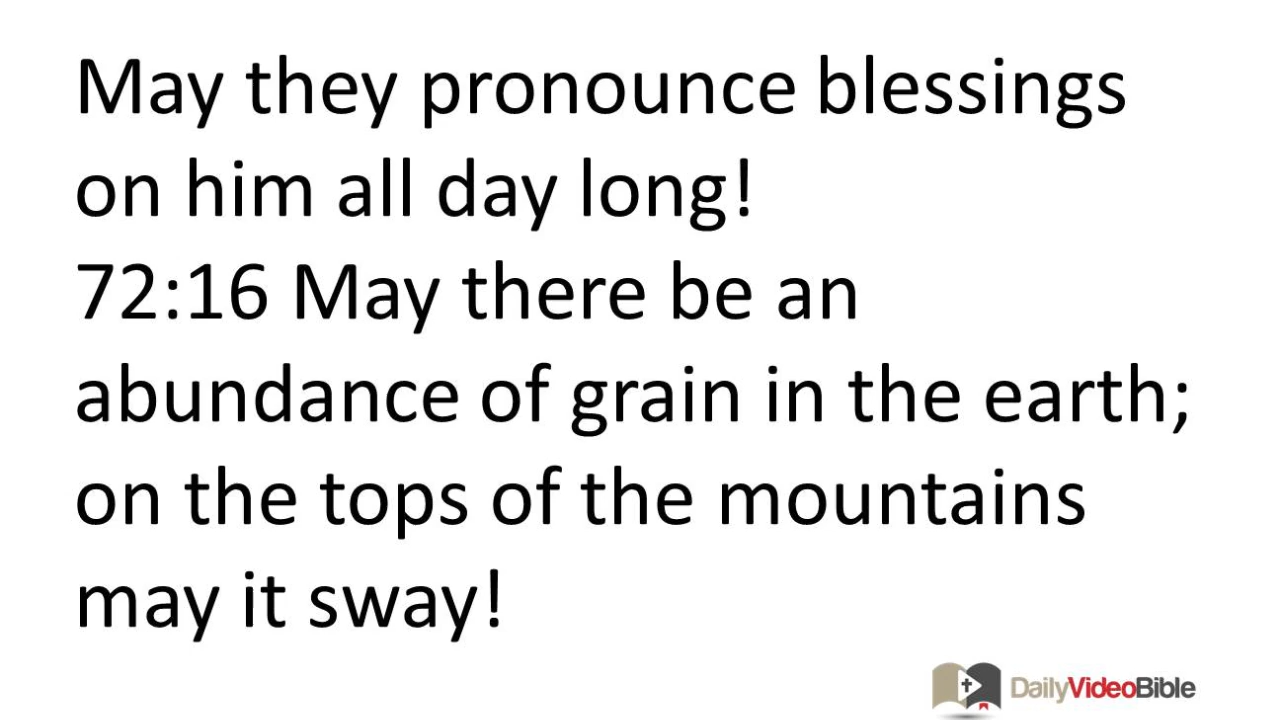 May they pronounce blessings
on him all day long!
72:16 May there be an
abundance of grain in the earth;
on the tops of the mountains
may it sway!
DailyVideoBible